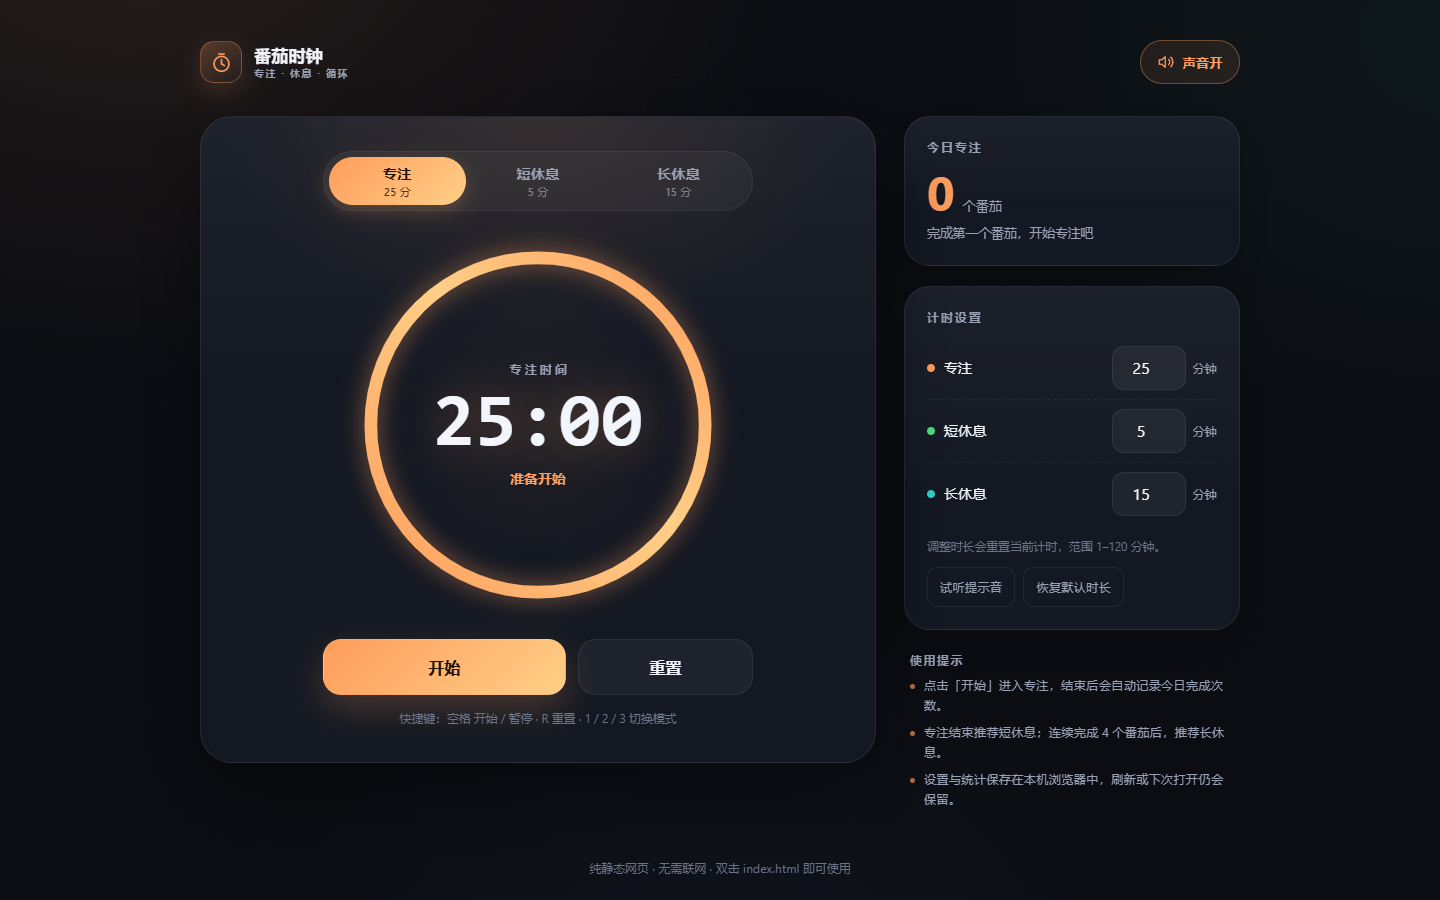 番茄时钟
专注 · 休息 · 循环
声音开
专注
25 分
短休息
5 分
长休息
15 分
专注时间
25:00
准备开始
开始
重置
快捷键：空格 开始 / 暂停 · R 重置 · 1 / 2 / 3 切换模式
今日专注
0 个番茄
完成第一个番茄，开始专注吧
计时设置
专注 25 分钟
短休息 5 分钟
长休息 15 分钟
调整时长会重置当前计时，范围 1–120 分钟。
试听提示音
恢复默认时长
使用提示
点击「开始」进入专注，结束后会自动记录今日完成次
数。
专注结束推荐短休息；连续完成 4 个番茄后，推荐长休
息。
设置与统计保存在本机浏览器中，刷新或下次打开仍会
保留。
纯静态网页 · 无需联网 · 双击 index.html 即可使用